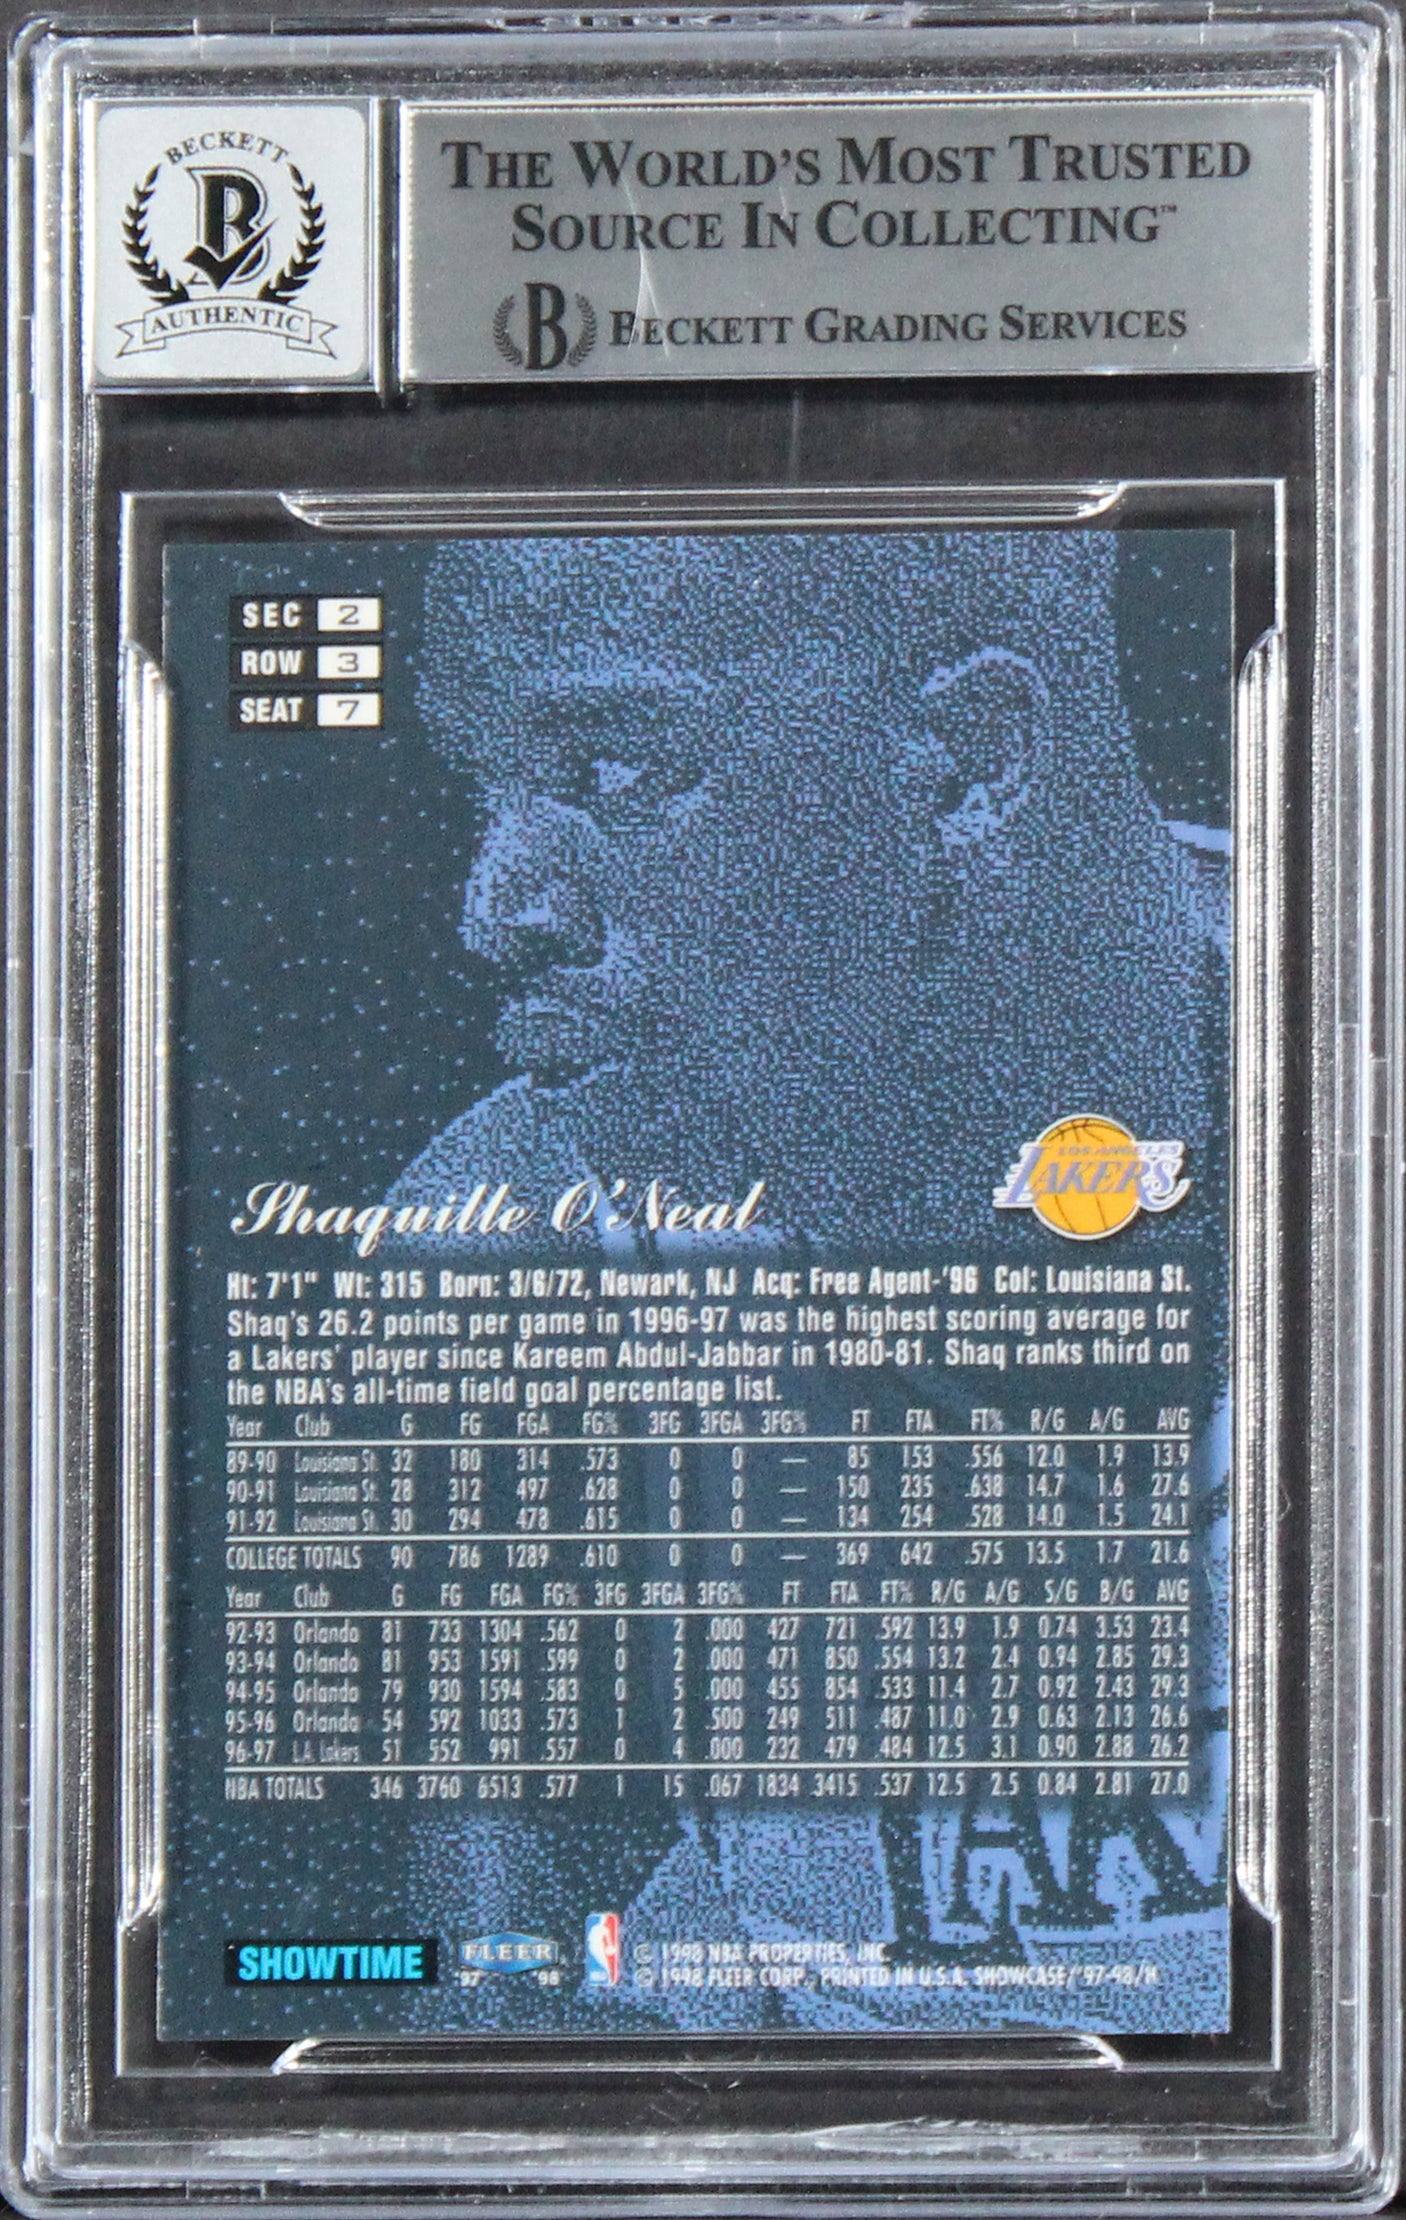 BECKETT
B
AUTHENTIC
THE WORLD'S MOST TRUSTED
SOURCE IN COLLECTING™
B BECKETT GRADING SERVICES
SEC 2
ROW 3
SEAT 7
LOS ANGELES
LAKERS
Shaquille O'Neal
Ht: 7'1" Wt: 315 Born: 3/6/72, Newark, NJ Acq: Free Agent-'96 Col: Louisiana St.
Shaq's 26.2 points per game in 1996-97 was the highest scoring average for
a Lakers' player since Kareem Abdul-Jabbar in 1980-81. Shaq ranks third on
the NBA's all-time field goal percentage list.
Year Club G FG FGA FG% 3FG 3FGA 3FG% FT FTA FT% R/G A/G AVG
89-90 Louisiana St. 32 180 314 .573 0 0 — 85 153 .556 12.0 1.9 13.9
90-91 Louisiana St. 28 312 497 .628 0 0 — 150 235 .638 14.7 1.6 27.6
91-92 Louisiana St. 30 294 478 .615 0 0 — 134 254 .528 14.0 1.5 24.1
COLLEGE TOTALS 90 786 1289 .610 0 0 — 369 642 .575 13.5 1.7 21.6
Year Club G FG FGA FG% 3FG 3FGA 3FG% FT FTA FT% R/G A/G S/G B/G AVG
92-93 Orlando 81 733 1304 .562 0 2 .000 427 721 .592 13.9 1.9 0.74 3.53 23.4
93-94 Orlando 81 953 1591 .599 0 2 .000 471 850 .554 13.2 2.4 0.94 2.85 29.3
94-95 Orlando 79 930 1594 .583 0 5 .000 455 854 .533 11.4 2.7 0.92 2.43 29.3
95-96 Orlando 54 592 1033 .573 1 2 .500 249 511 .487 11.0 2.9 0.63 2.13 26.6
96-97 L.A. Lakers 51 552 991 .557 0 4 .000 232 479 .484 12.5 3.1 0.90 2.88 26.2
NBA TOTALS 346 3760 6513 .577 1 15 .067 1834 3415 .537 12.5 2.5 0.84 2.81 27.0
SHOWTIME FLEER '97 98 © 1998 NBA PROPERTIES, INC.
© 1998 FLEER CORP., PRINTED IN U.S.A. SHOWCASE/'97-98/H